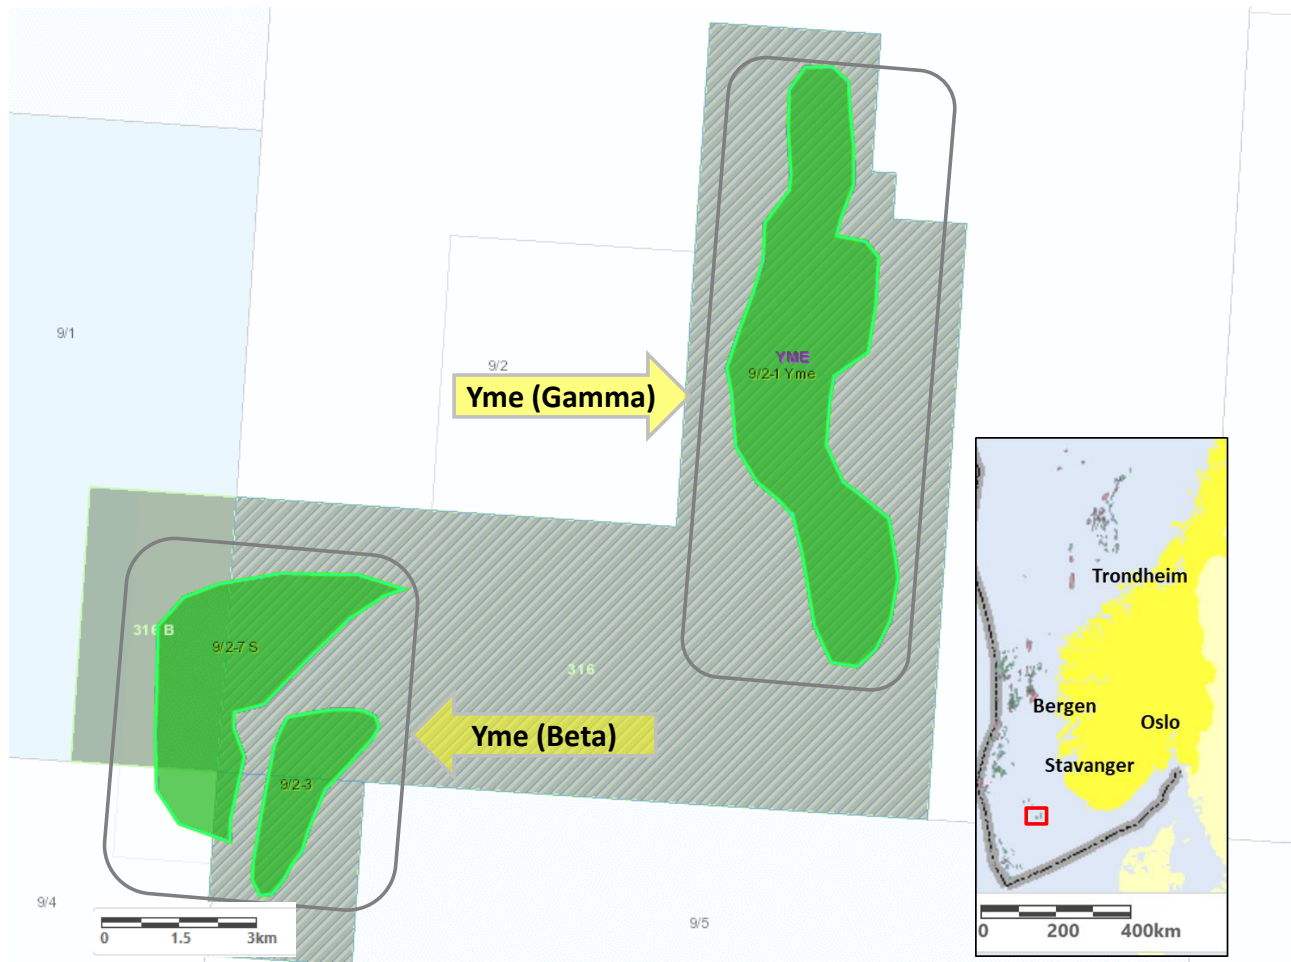 9/1
9/2
YME
9/2-1 Yme
Yme (Gamma)
316 B
9/2-7 S
316
Yme (Beta)
9/2-3
9/4
0 1.5 3km
9/5
Trondheim
Bergen
Oslo
Stavanger
0 200 400km